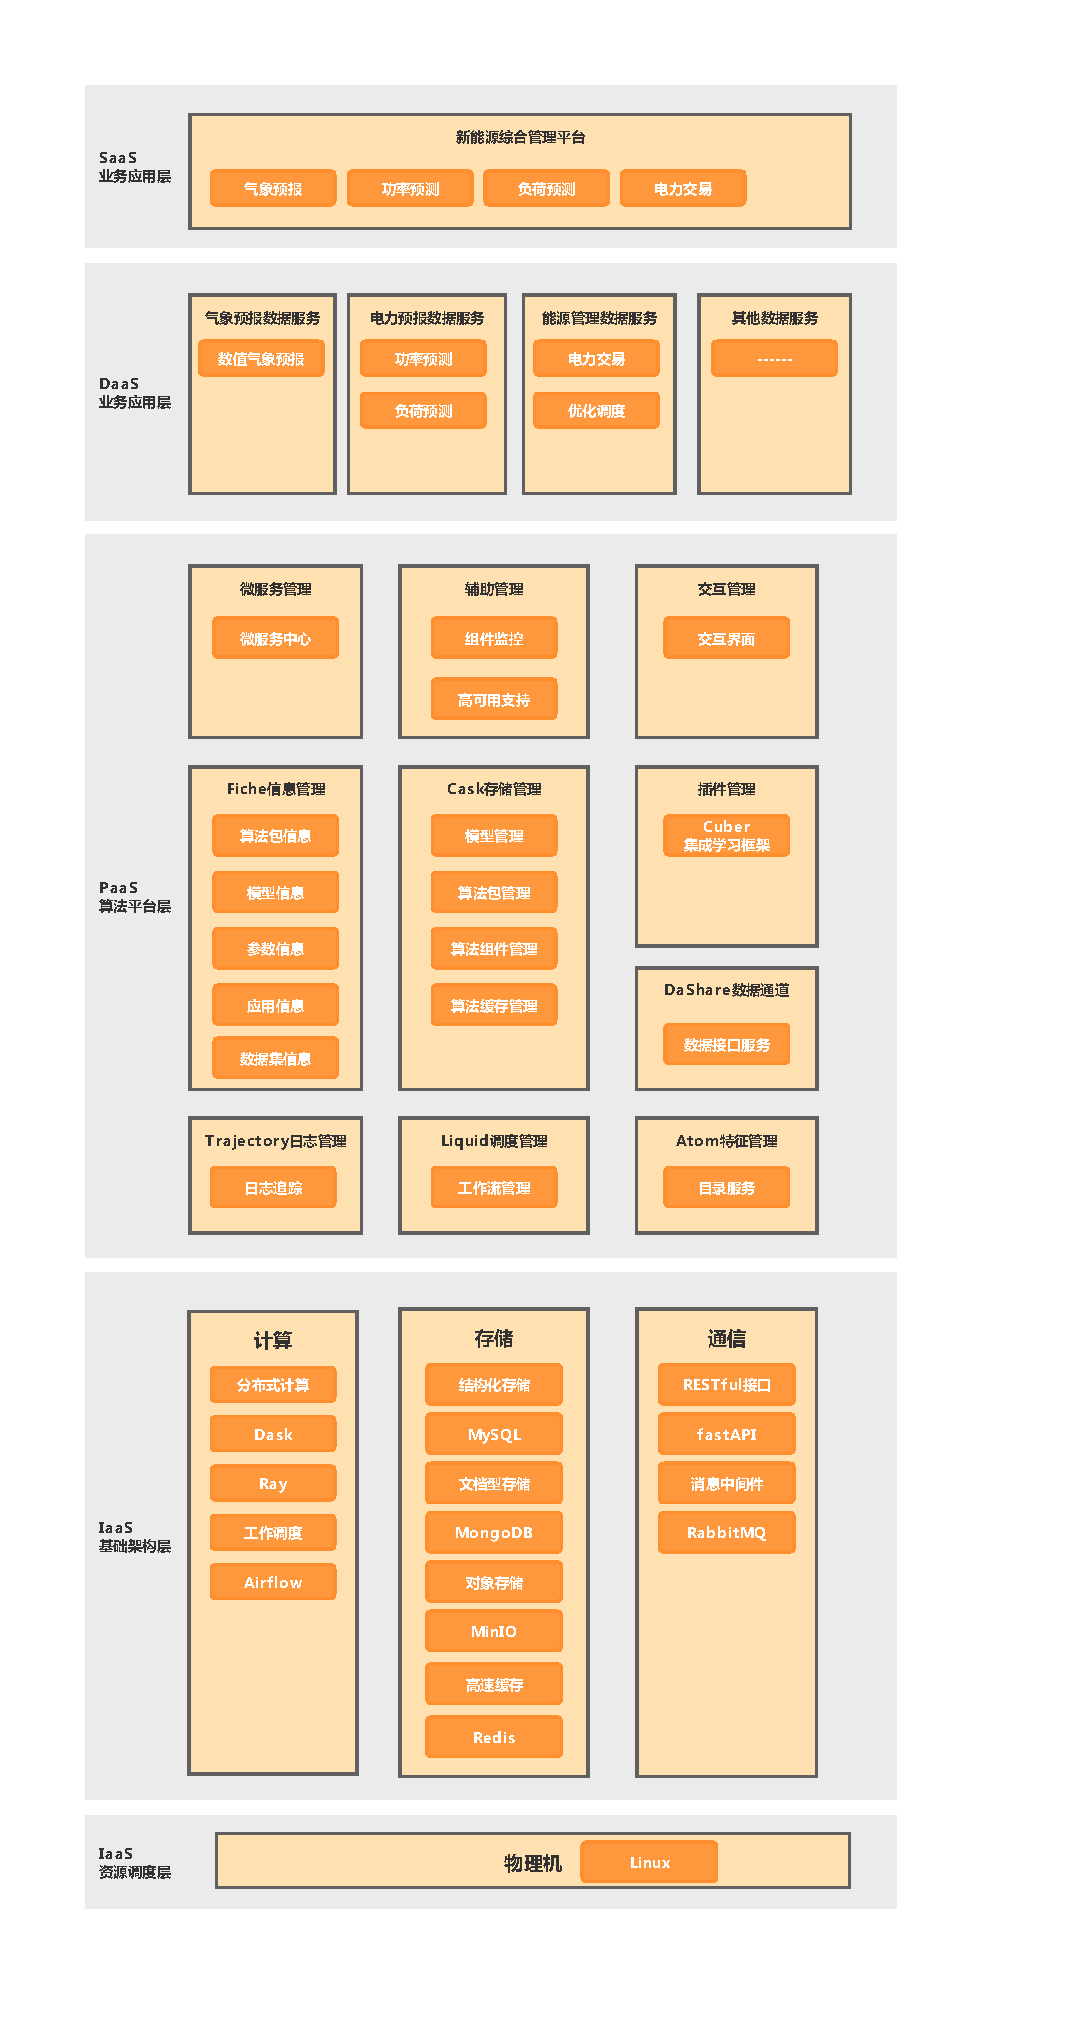 SaaS
业务应用层
新能源综合管理平台
气象预报
功率预测
负荷预测
电力交易
DaaS
业务应用层
气象预报数据服务
数值气象预报
电力预报数据服务
功率预测
负荷预测
能源管理数据服务
电力交易
优化调度
其他数据服务
------
PaaS
算法平台层
微服务管理
微服务中心
辅助管理
组件监控
高可用支持
交互管理
交互界面
Fiche信息管理
算法包信息
模型信息
参数信息
应用信息
数据集信息
Cask存储管理
模型管理
算法包管理
算法组件管理
算法缓存管理
插件管理
Cuber
集成学习框架
DaShare数据通道
数据接口服务
Trajectory日志管理
日志追踪
Liquid调度管理
工作流管理
Atom特征管理
目录服务
IaaS
基础架构层
计算
分布式计算
Dask
Ray
工作调度
Airflow
存储
结构化存储
MySQL
文档型存储
MongoDB
对象存储
MinIO
高速缓存
Redis
通信
RESTful接口
fastAPI
消息中间件
RabbitMQ
IaaS
资源调度层
物理机
Linux